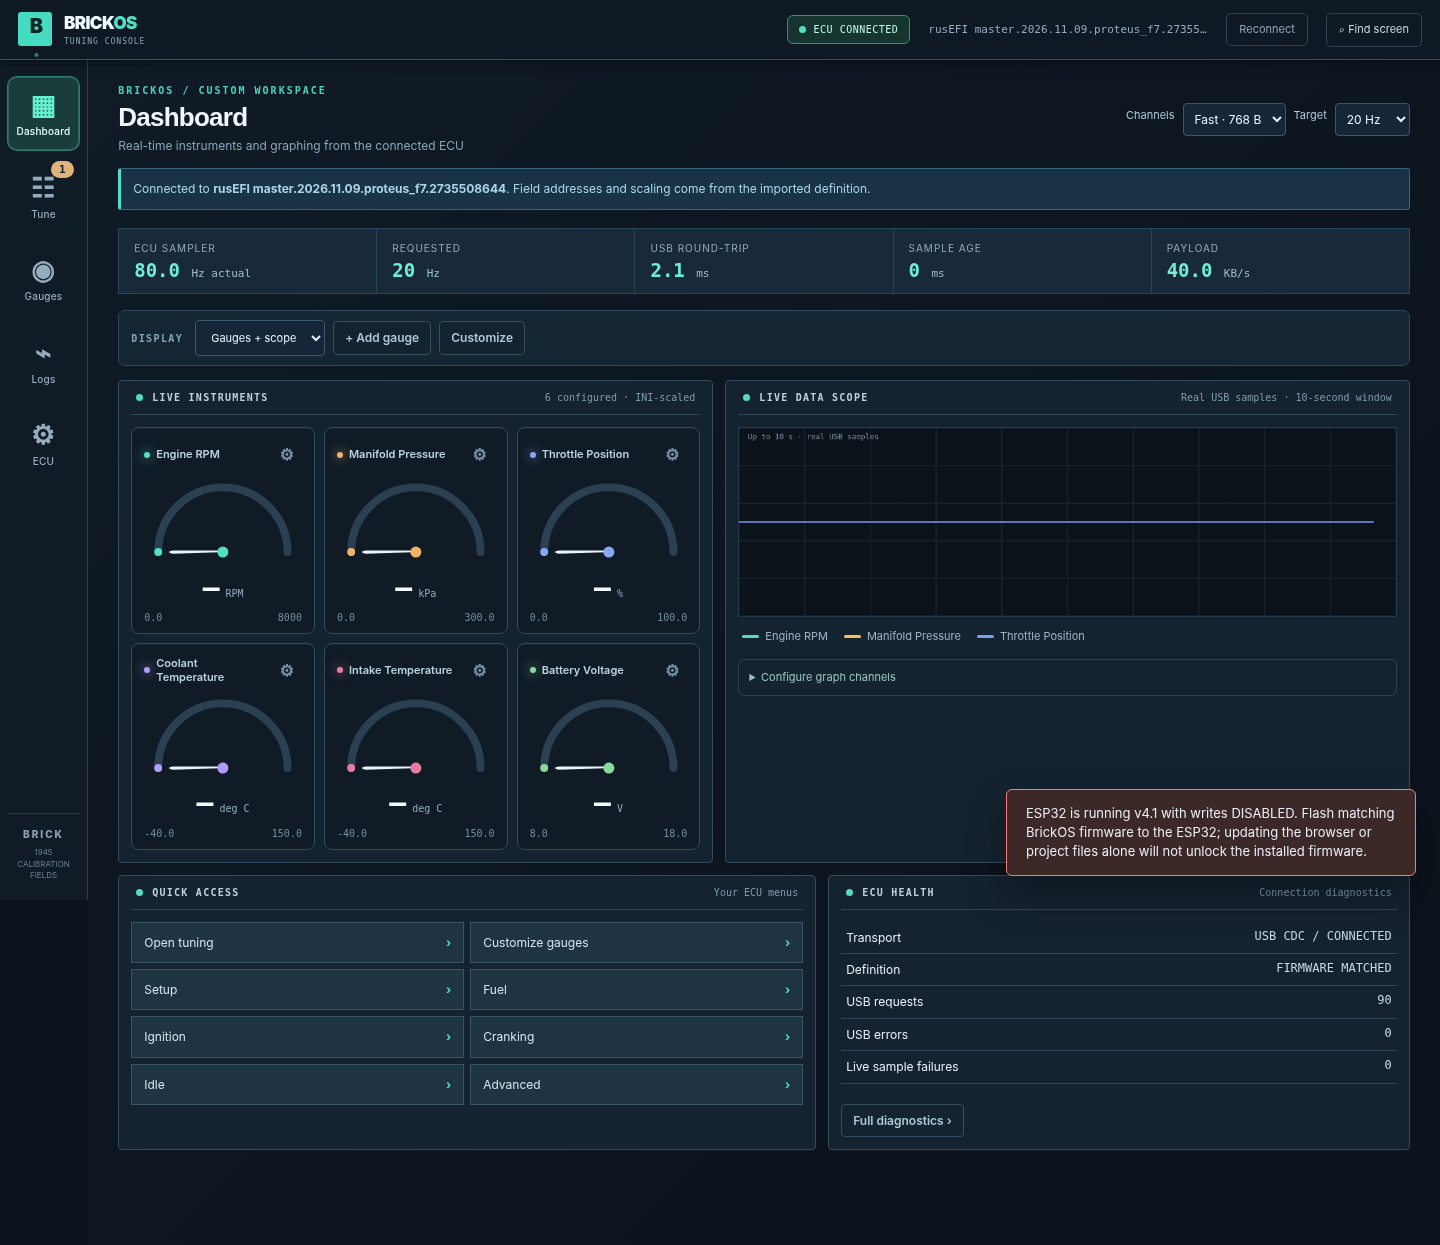 B
BRICKOS
TUNING CONSOLE
ECU CONNECTED
rusEFI master.2026.11.09.proteus_f7.27355…
Reconnect
Find screen
Dashboard
1
Tune
Gauges
Logs
ECU
BRICK
1945
CALIBRATION
FIELDS
BRICKOS / CUSTOM WORKSPACE
Dashboard
Real-time instruments and graphing from the connected ECU
Channels
Fast · 768 B
Target
20 Hz
Connected to rusEFI master.2026.11.09.proteus_f7.2735508644. Field addresses and scaling come from the imported definition.
ECU SAMPLER
80.0 Hz actual
REQUESTED
20 Hz
USB ROUND-TRIP
2.1 ms
SAMPLE AGE
0 ms
PAYLOAD
40.0 KB/s
DISPLAY
Gauges + scope
+ Add gauge
Customize
LIVE INSTRUMENTS
6 configured · INI-scaled
Engine RPM
— RPM
0.0 8000
Manifold Pressure
— kPa
0.0 300.0
Throttle Position
— %
0.0 100.0
Coolant
Temperature
— deg C
-40.0 150.0
Intake Temperature
— deg C
-40.0 150.0
Battery Voltage
— V
8.0 18.0
LIVE DATA SCOPE
Real USB samples · 10-second window
Up to 10 s · real USB samples
Engine RPM
Manifold Pressure
Throttle Position
Configure graph channels
ESP32 is running v4.1 with writes DISABLED. Flash matching
BrickOS firmware to the ESP32; updating the browser or
project files alone will not unlock the installed firmware.
QUICK ACCESS
Your ECU menus
Open tuning ›
Customize gauges ›
Setup ›
Fuel ›
Ignition ›
Cranking ›
Idle ›
Advanced ›
ECU HEALTH
Connection diagnostics
Transport USB CDC / CONNECTED
Definition FIRMWARE MATCHED
USB requests 90
USB errors 0
Live sample failures 0
Full diagnostics ›